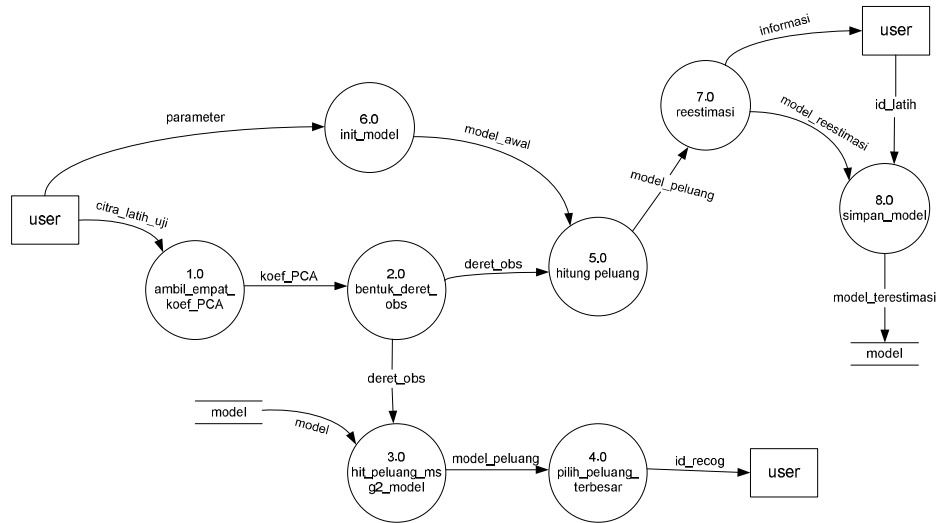 informasi
user
7.0
reestimasi
id_latih
model_reestimasi
parameter
6.0
init_model
model_awal
model_peluang
8.0
simpan_model
user
citra_latih_uji
1.0
ambil_empat_
koef_PCA
koef_PCA
2.0
bentuk_deret_
obs
deret_obs
5.0
hitung peluang
model_terestimasi
model
deret_obs
model
model
3.0
hit_peluang_ms
g2_model
model_peluang
4.0
pilih_peluang_
terbesar
id_recog
user